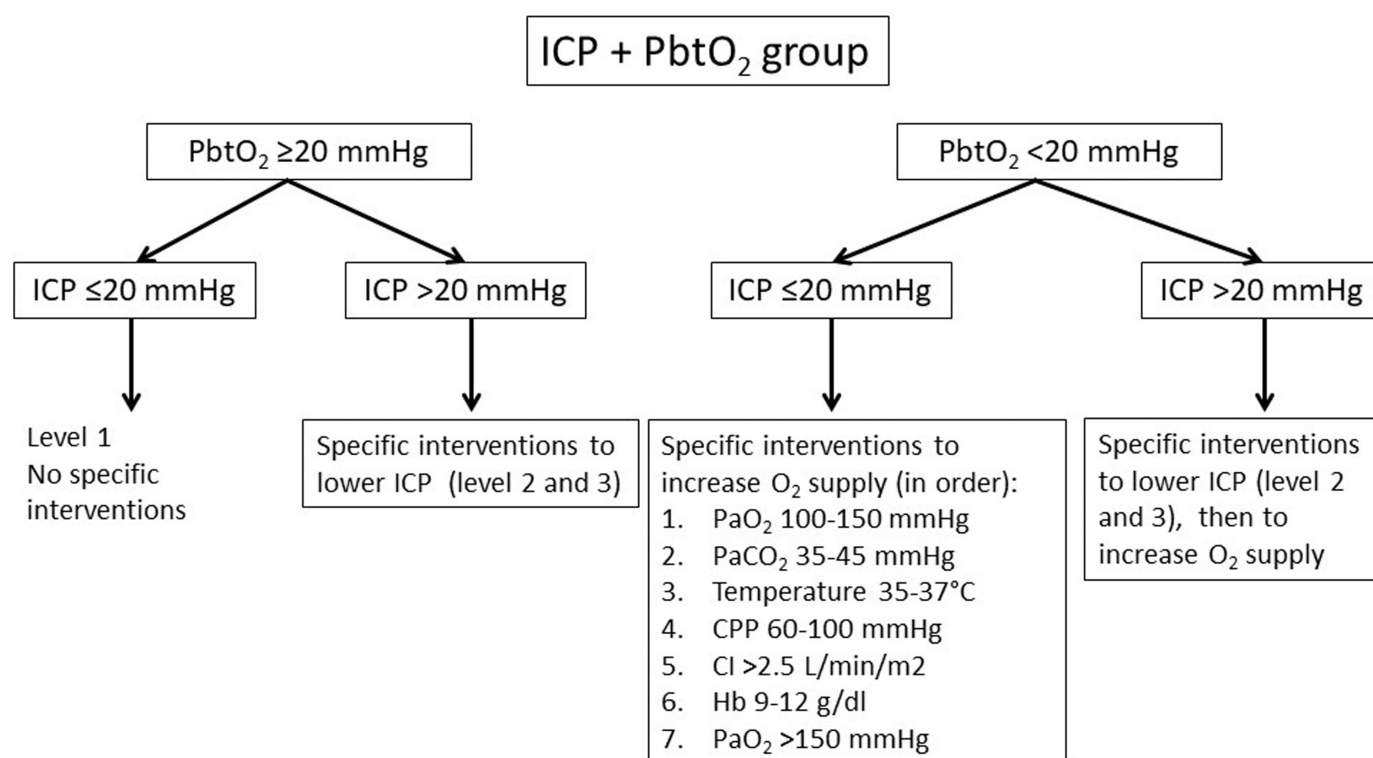 ICP + PbtO₂ group
PbtO₂ ≥20 mmHg
PbtO₂ <20 mmHg
ICP ≤20 mmHg
ICP >20 mmHg
ICP ≤20 mmHg
ICP >20 mmHg
Level 1
No specific
interventions
Specific interventions to
lower ICP (level 2 and 3)
Specific interventions to
increase O₂ supply (in order):
1. PaO₂ 100-150 mmHg
2. PaCO₂ 35-45 mmHg
3. Temperature 35-37°C
4. CPP 60-100 mmHg
5. CI >2.5 L/min/m2
6. Hb 9-12 g/dl
7. PaO₂ >150 mmHg
Specific interventions
to lower ICP (level 2
and 3), then to
increase O₂ supply